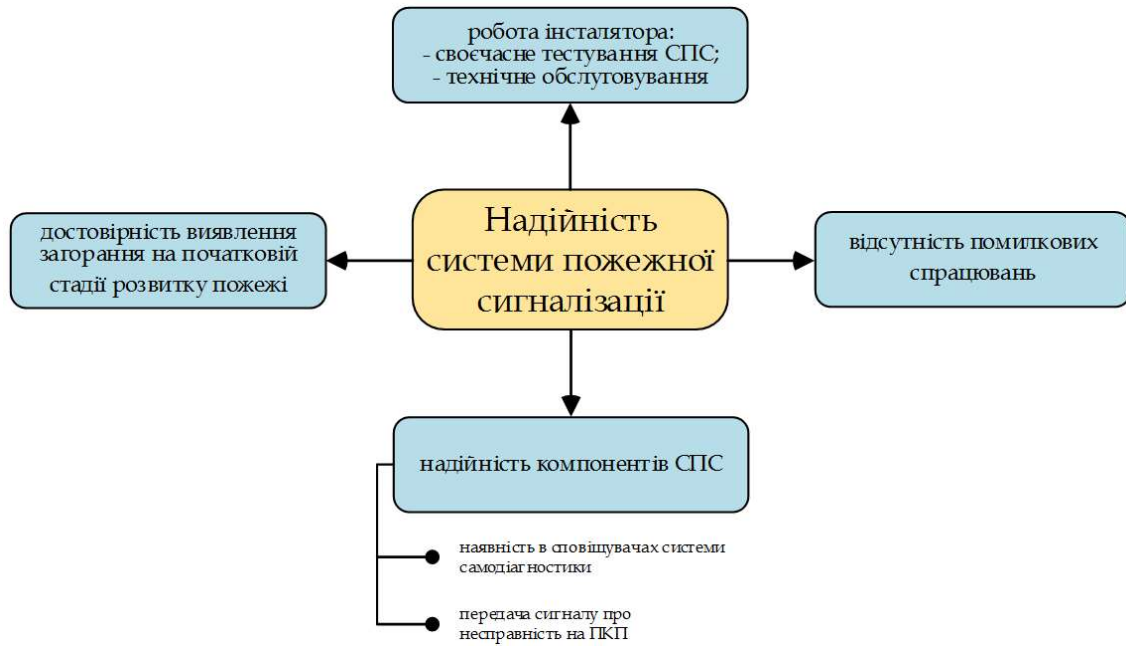 робота інсталятора:
- своєчасне тестування СПС;
- технічне обслуговування
достовірність виявлення
загорання на початковій
стадії розвитку пожежі
Надійність
системи пожежної
сигналізації
відсутність помилкових
спрацювань
надійність компонентів СПС
наявність в сповіщувачах системи
самодіагностики
передача сигналу про
несправність на ПКП